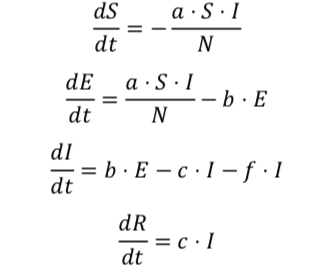 dS/dt = − a · S · I / N
dE/dt = a · S · I / N − b · E
dI/dt = b · E − c · I − f · I
dR/dt = c · I